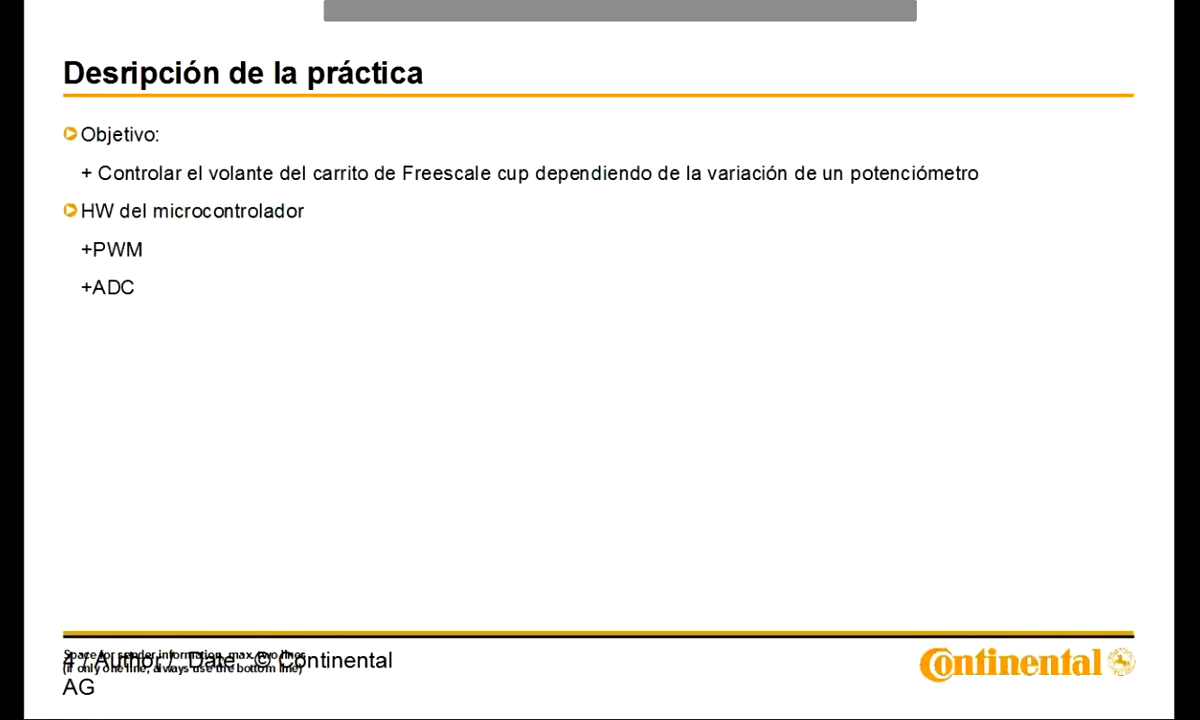 Desripción de la práctica
Objetivo:
+ Controlar el volante del carrito de Freescale cup dependiendo de la variación de un potenciómetro
HW del microcontrolador
+PWM
+ADC
Space for sender information, max. two lines
(if only one line, always use the bottom line)
4 / Author / Date © Continental
AG
Continental